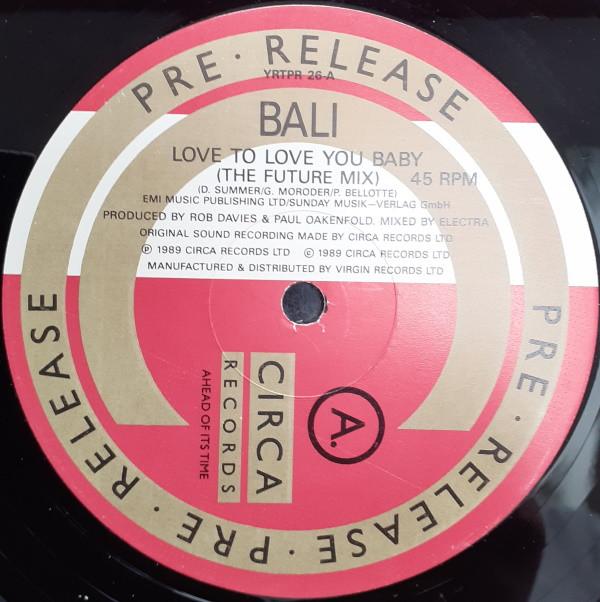 PRE · RELEASE
YRTPR 26-A
BALI
LOVE TO LOVE YOU BABY
(THE FUTURE MIX) 45 RPM
(D. SUMMER/G. MORODER/P. BELLOTTE)
EMI MUSIC PUBLISHING LTD/SUNDAY MUSIK–VERLAG GmbH
PRODUCED BY ROB DAVIES & PAUL OAKENFOLD. MIXED BY ELECTRA
ORIGINAL SOUND RECORDING MADE BY CIRCA RECORDS LTD
℗ 1989 CIRCA RECORDS LTD © 1989 CIRCA RECORDS LTD
MANUFACTURED & DISTRIBUTED BY VIRGIN RECORDS LTD
PRE · RELEASE · PRE · RELEASE
A.
CIRCA
RECORDS
AHEAD OF ITS TIME